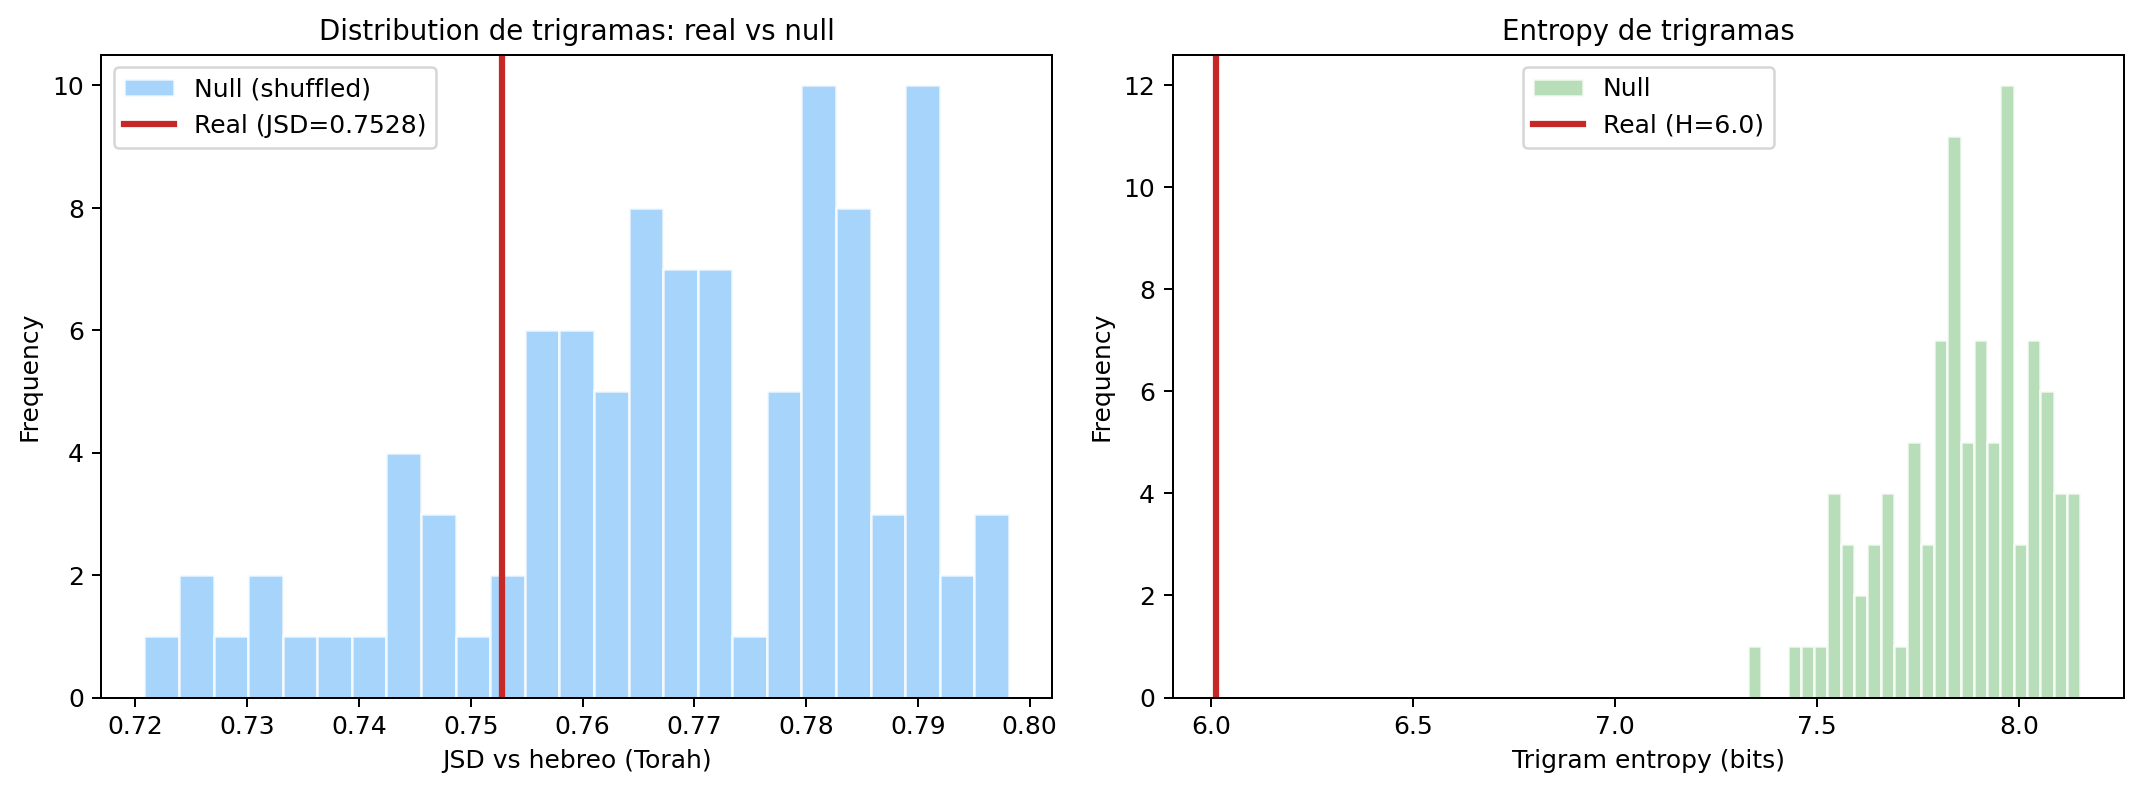 Distribution de trigramas: real vs null
Null (shuffled)
Real (JSD=0.7528)
Frequency
10
8
6
4
2
0
0.72 0.73 0.74 0.75 0.76 0.77 0.78 0.79 0.80
JSD vs hebreo (Torah)
Entropy de trigramas
Null
Real (H=6.0)
Frequency
12
10
8
6
4
2
0
6.0 6.5 7.0 7.5 8.0
Trigram entropy (bits)